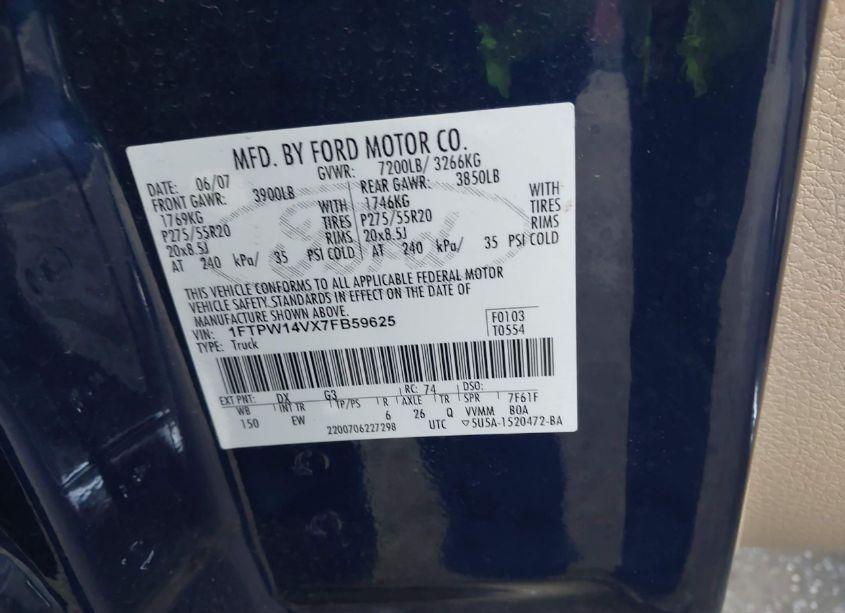 MFD. BY FORD MOTOR CO.
DATE: 06/07 GVWR: 7200LB/ 3266KG
FRONT GAWR: 3900LB REAR GAWR: 3850LB
1769KG WITH 1746KG WITH
P275/55R20 TIRES P275/55R20 TIRES
20x8.5J RIMS 20x8.5J RIMS
AT 240 kPa/ 35 PSI COLD AT 240 kPa/ 35 PSI COLD
Ford
THIS VEHICLE CONFORMS TO ALL APPLICABLE FEDERAL MOTOR
VEHICLE SAFETY STANDARDS IN EFFECT ON THE DATE OF
MANUFACTURE SHOWN ABOVE.
VIN: 1FTPW14VX7FB59625 F0103
TYPE: Truck T0554
EXT PNT: DX G3 RC: 74 DSO:
WB INT TR TP/PS R AXLE TR SPR 7F61F
150 EW 6 26 Q VVMM BOA
2200706227298 UTC ▽5U5A-1520472-BA